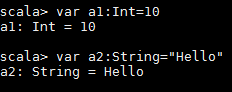 scala> var a1:Int=10
a1: Int = 10
scala> var a2:String="Hello"
a2: String = Hello